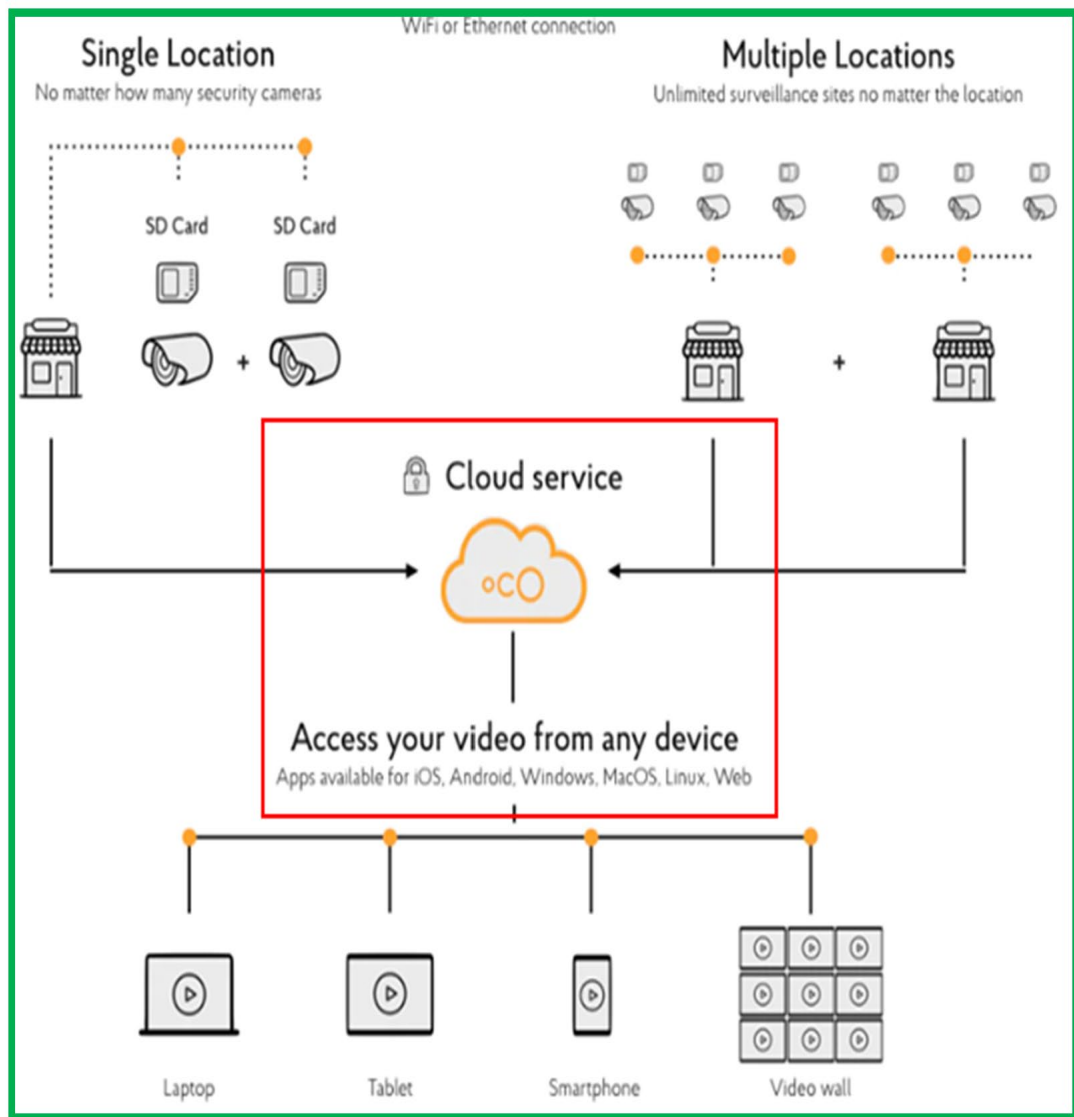 WiFi or Ethernet connection
Single Location
No matter how many security cameras
SD Card
SD Card
+
Multiple Locations
Unlimited surveillance sites no matter the location
+
Cloud service
oco
Access your video from any device
Apps available for iOS, Android, Windows, MacOS, Linux, Web
Laptop
Tablet
Smartphone
Video wall